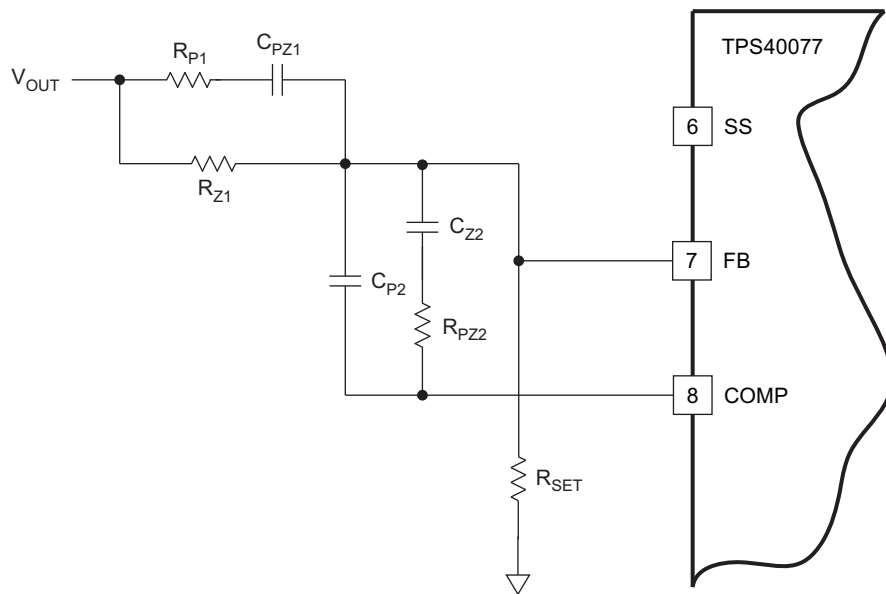 TPS40077
R_P1
C_PZ1
V_OUT
6 SS
R_Z1
C_Z2
7 FB
C_P2
R_PZ2
8 COMP
R_SET